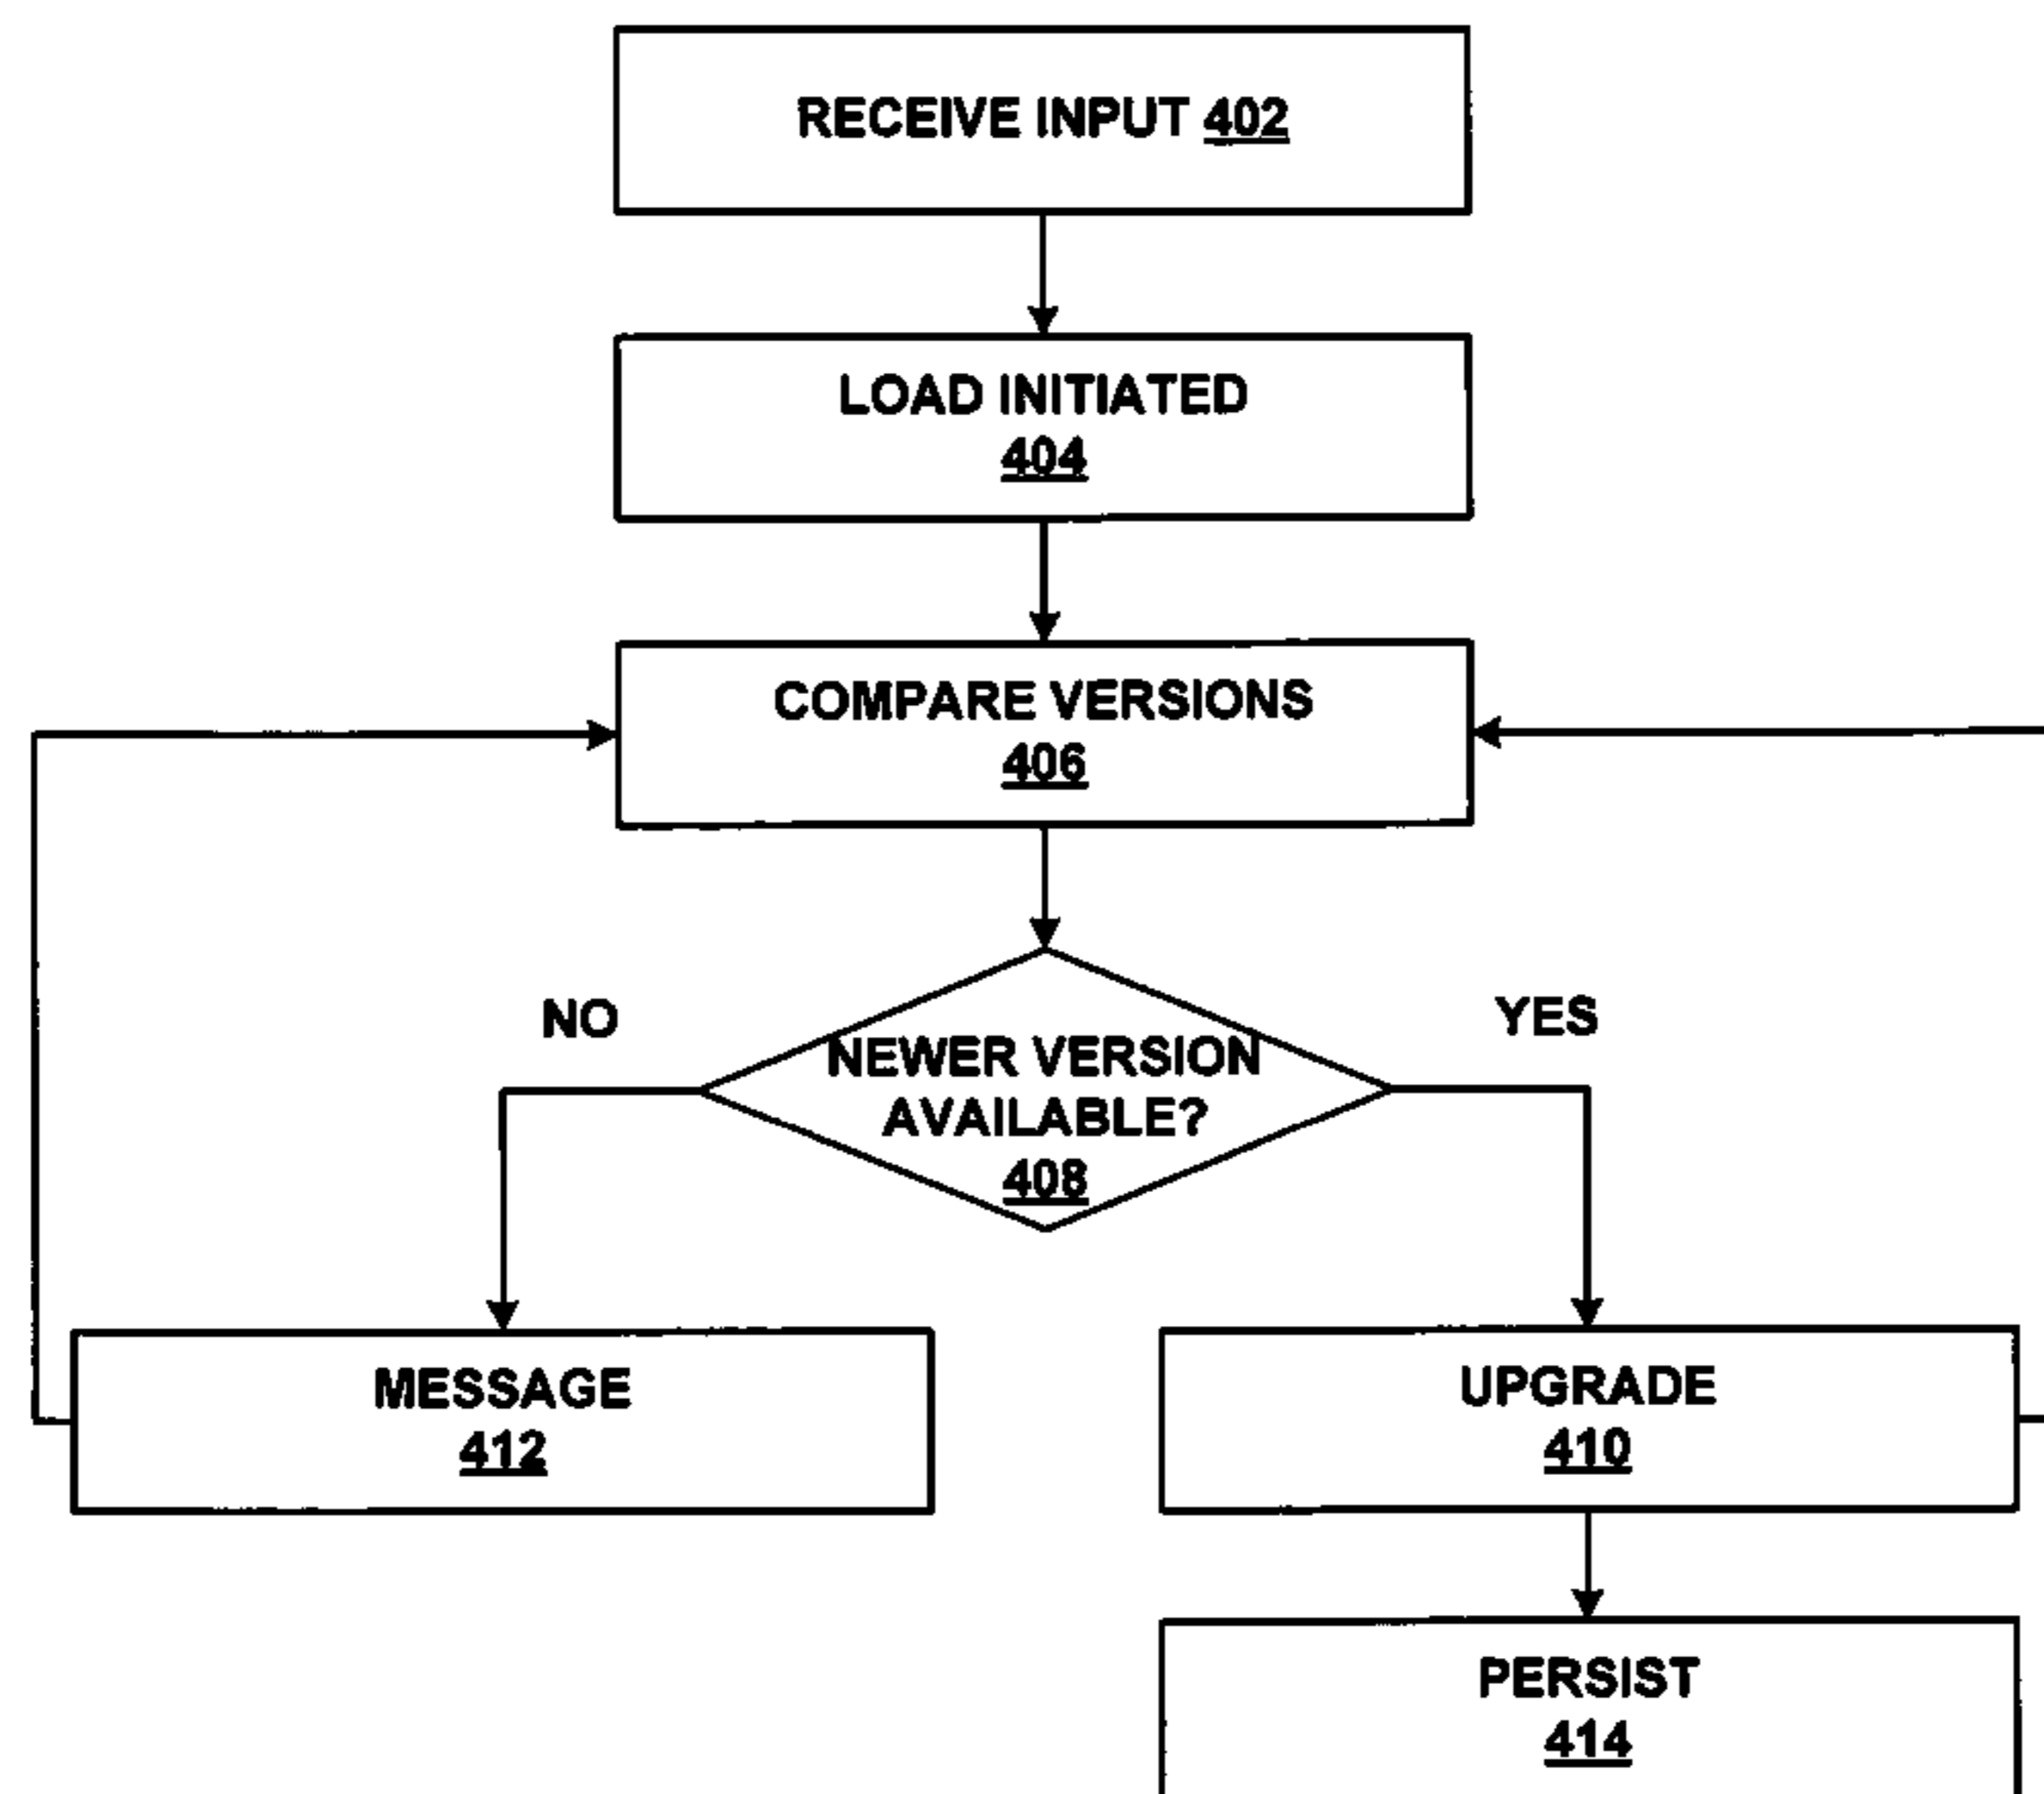 RECEIVE INPUT 402
LOAD INITIATED
404
COMPARE VERSIONS
406
NO
YES
NEWER VERSION
AVAILABLE?
408
MESSAGE
412
UPGRADE
410
PERSIST
414